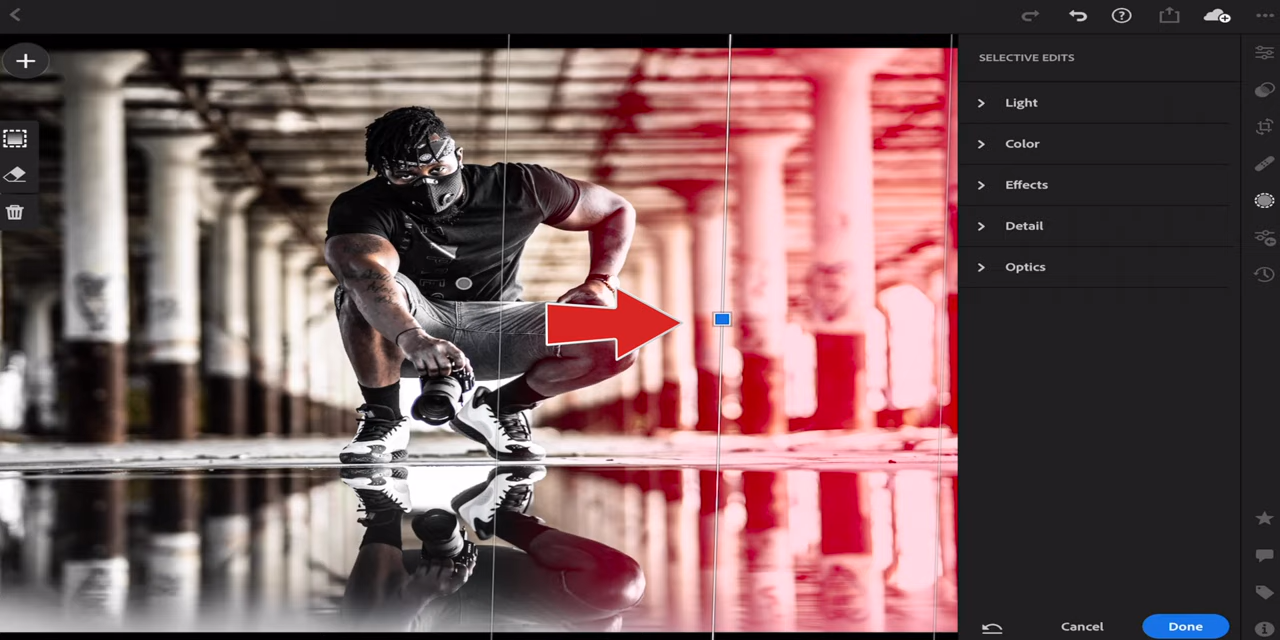 SELECTIVE EDITS
Light
Color
Effects
Detail
Optics
Cancel
Done